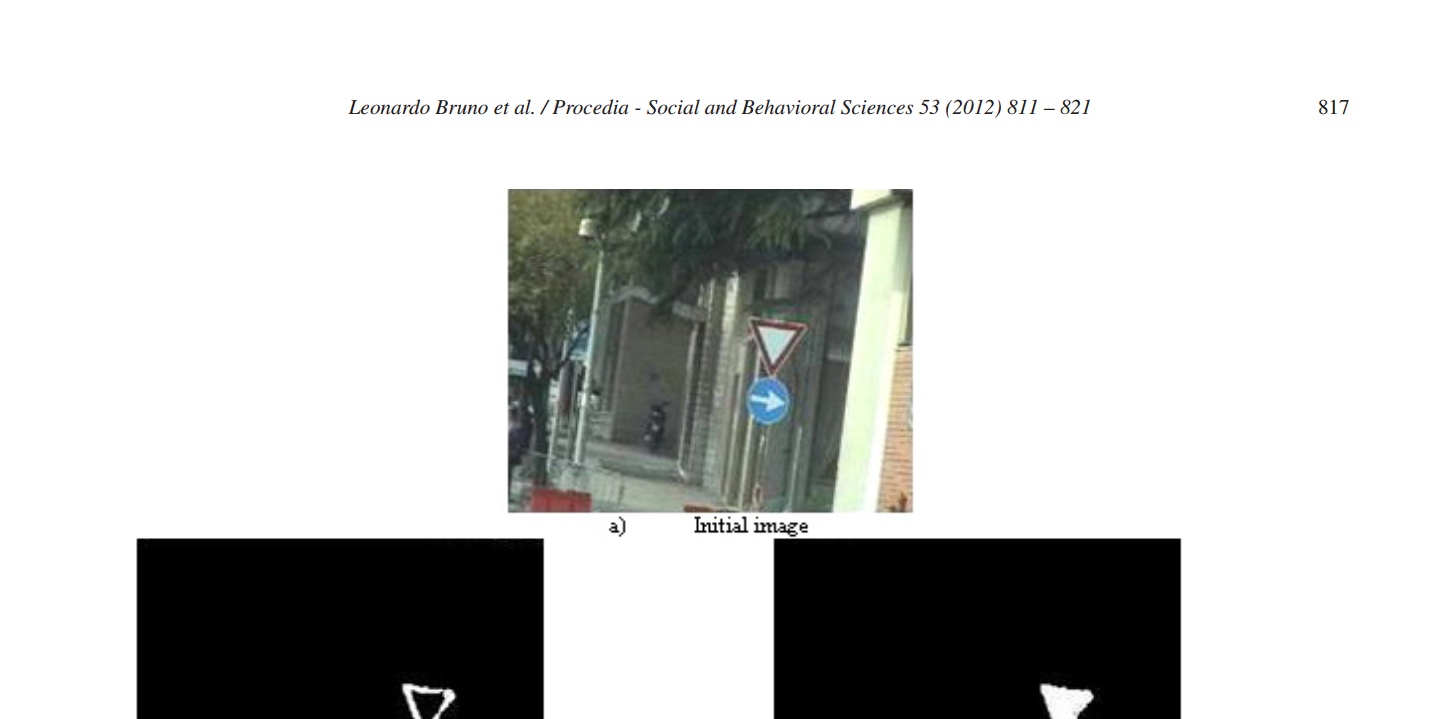 Leonardo Bruno et al. / Procedia - Social and Behavioral Sciences 53 (2012) 811 – 821 817
a) Initial image